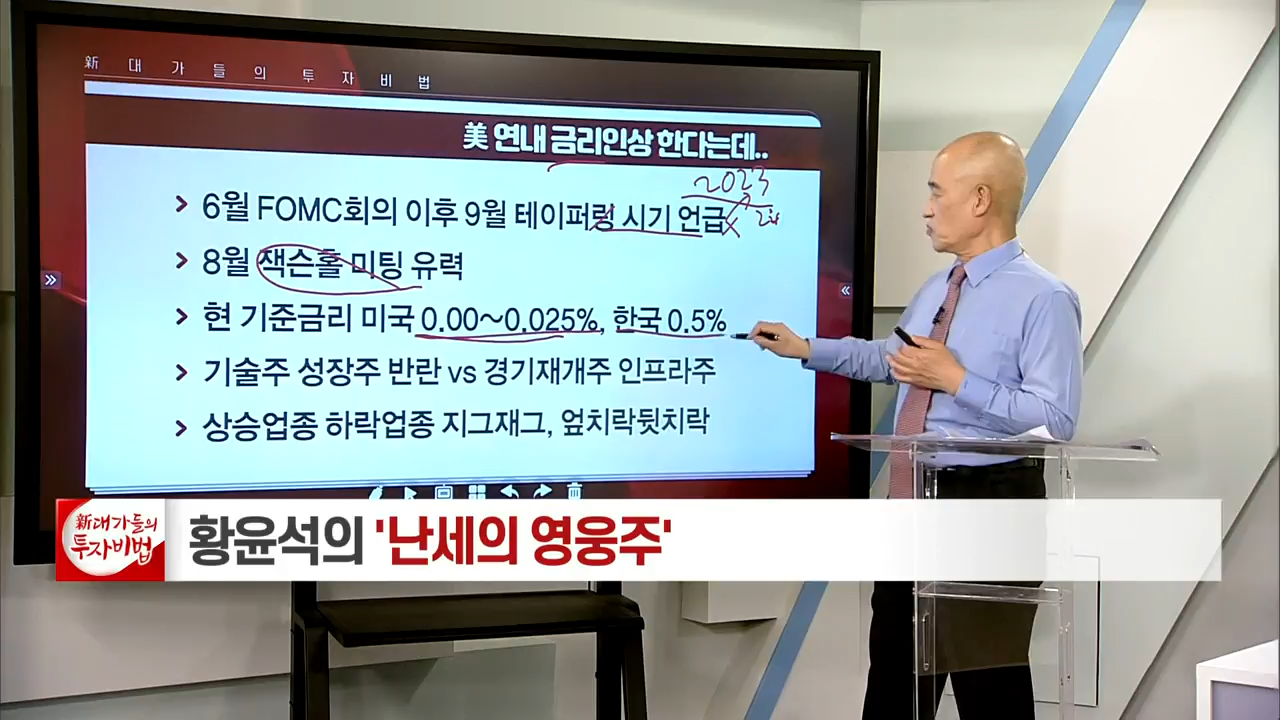 新 대가들의 투자비법
美 연내 금리인상 한다는데..
2023
> 6월 FOMC회의 이후 9월 테이퍼링 시기 언급
> 8월 잭슨홀 미팅 유력
> 현 기준금리 미국 0.00~0.025%, 한국 0.5%
> 기술주 성장주 반란 vs 경기재개주 인프라주
> 상승업종 하락업종 지그재그, 엎치락뒷치락
新대가들의
투자비법
황윤석의 '난세의 영웅주'